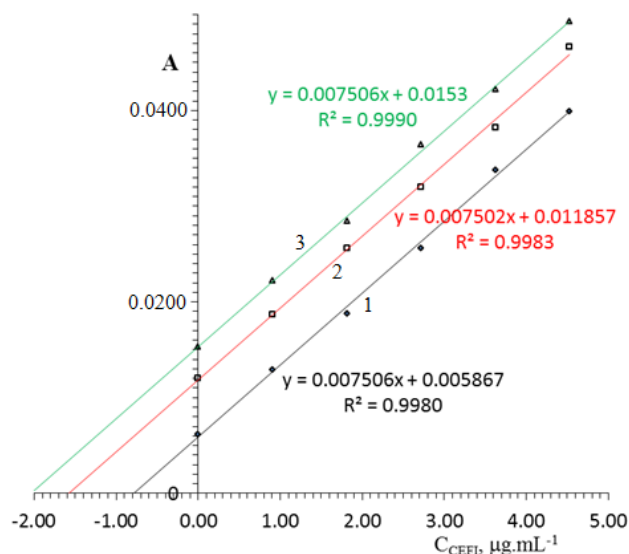 A
y = 0.007506x + 0.0153
R² = 0.9990
0.0400
y = 0.007502x + 0.011857
R² = 0.9983
3
2
1
0.0200
y = 0.007506x + 0.005867
R² = 0.9980
0
-2.00 -1.00 0.00 1.00 2.00 3.00 4.00 5.00
C_CEFI, µg.mL⁻¹